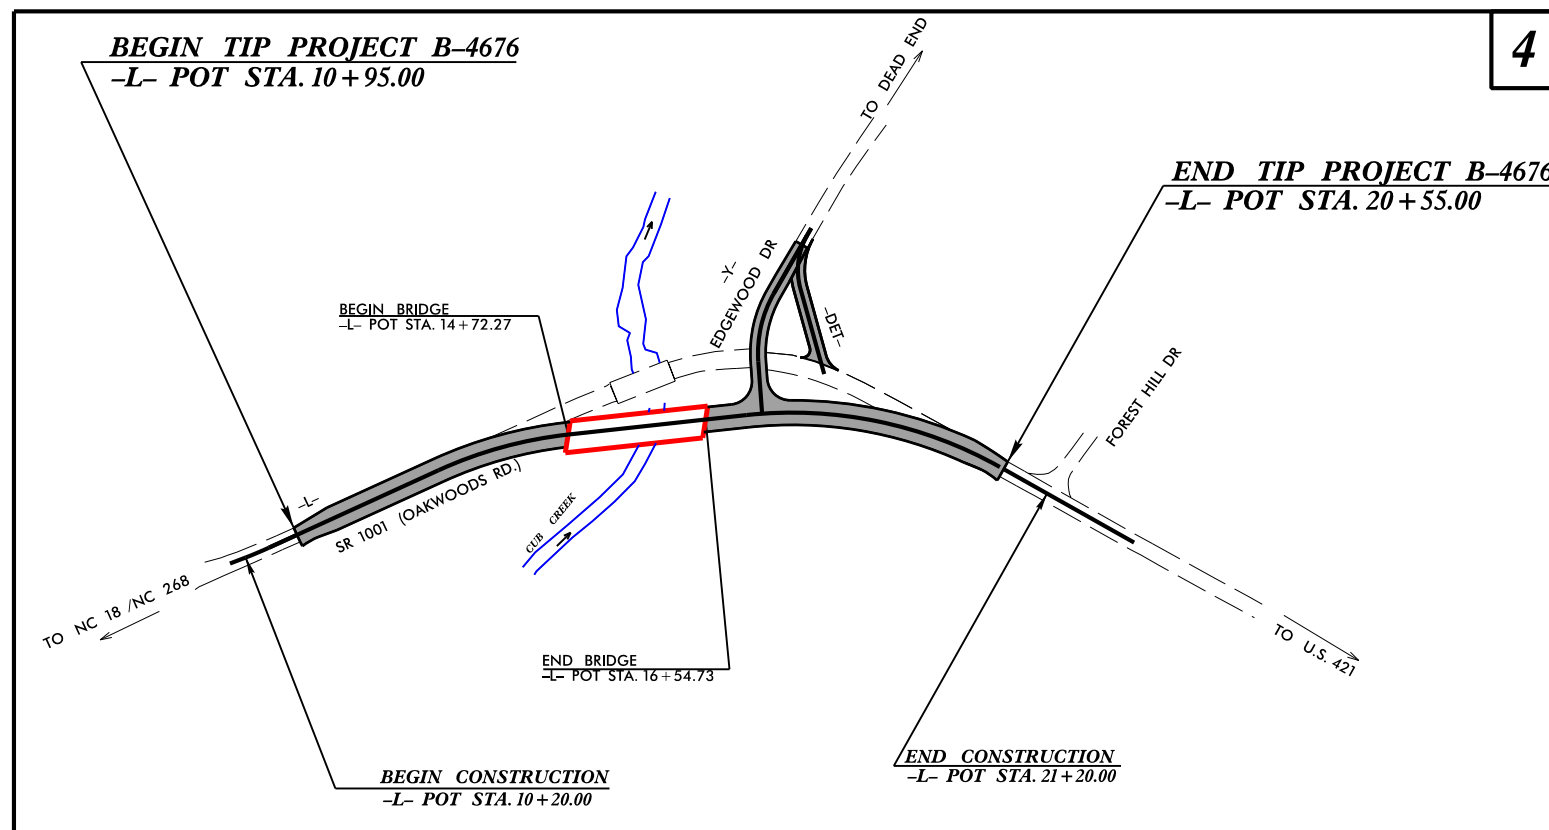 BEGIN TIP PROJECT B–4676
–L– POT STA. 10+95.00
4
TO DEAD END
END TIP PROJECT B–4676
–L– POT STA. 20+55.00
BEGIN BRIDGE
–L– POT STA. 14+72.27
–Y–
EDGEWOOD DR
–DET–
FOREST HILL DR
–L–
SR 1001 (OAKWOODS RD.)
CUB CREEK
TO NC 18 /NC 268
TO U.S. 421
END BRIDGE
–L– POT STA. 16+54.73
END CONSTRUCTION
–L– POT STA. 21+20.00
BEGIN CONSTRUCTION
–L– POT STA. 10+20.00